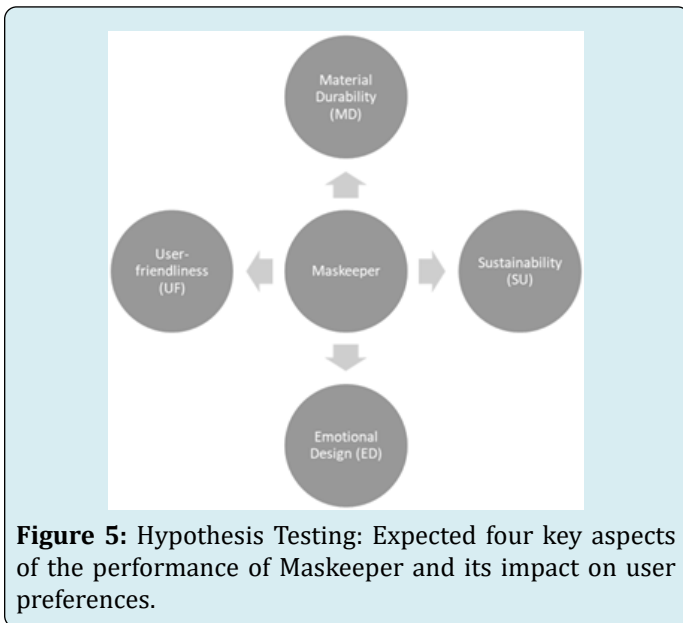 Material
Durability
(MD)
User-
friendliness
(UF)
Maskeeper
Sustainability
(SU)
Emotional
Design (ED)
Figure 5: Hypothesis Testing: Expected four key aspects
of the performance of Maskeeper and its impact on user
preferences.